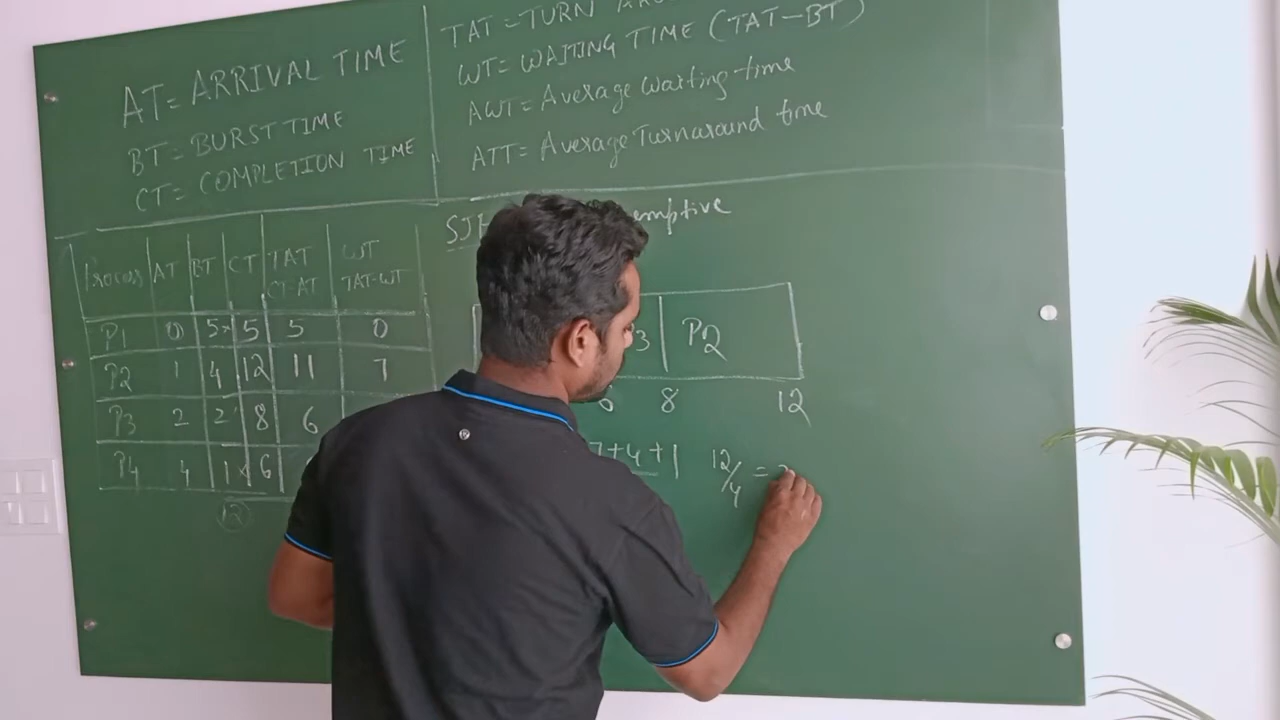 AT = ARRIVAL TIME
BT = BURST TIME
CT = COMPLETION TIME
TAT = TURN
WT = WAITING TIME (TAT-BT)
AWT = Average waiting time
ATT = Average Turnaround time
Process AT BT CT TAT CT-AT WT TAT-WT
P1 0 5 5 5 0
P2 1 4 12 11 7
P3 2 2 8 6
P4 4 1 6
12
SJF emptive
3 P2
6 8 12
7+4+1 12/4 =